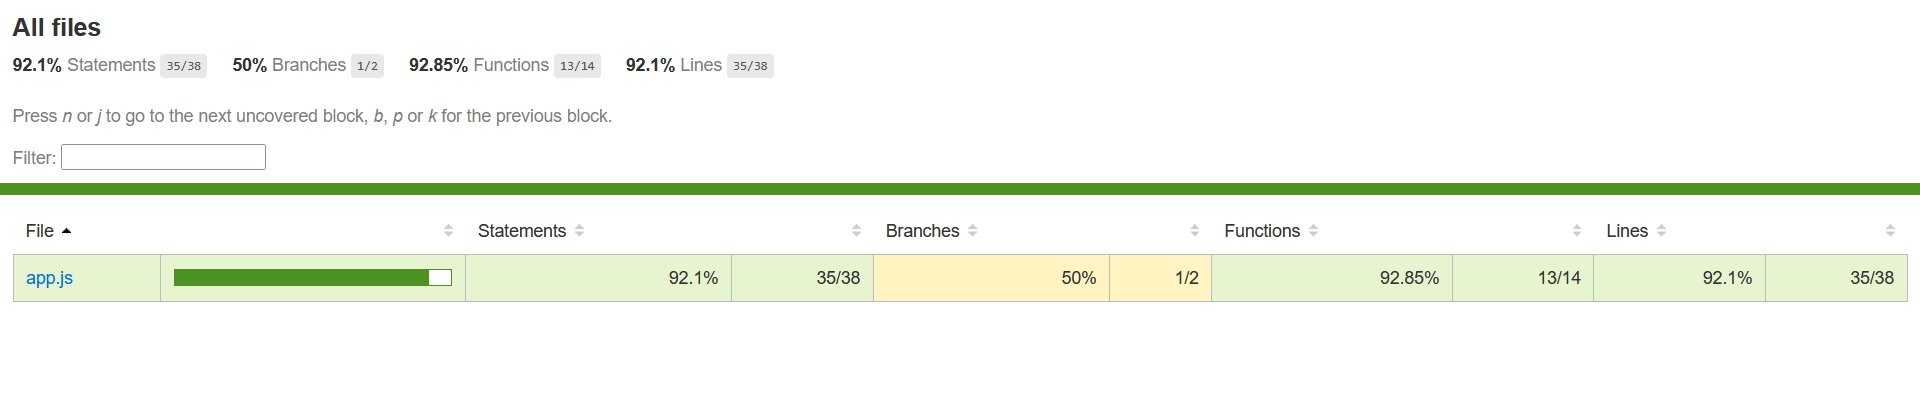 All files
92.1% Statements 35/38 50% Branches 1/2 92.85% Functions 13/14 92.1% Lines 35/38
Press n or j to go to the next uncovered block, b, p or k for the previous block.
Filter:
File Statements Branches Functions Lines
app.js 92.1% 35/38 50% 1/2 92.85% 13/14 92.1% 35/38